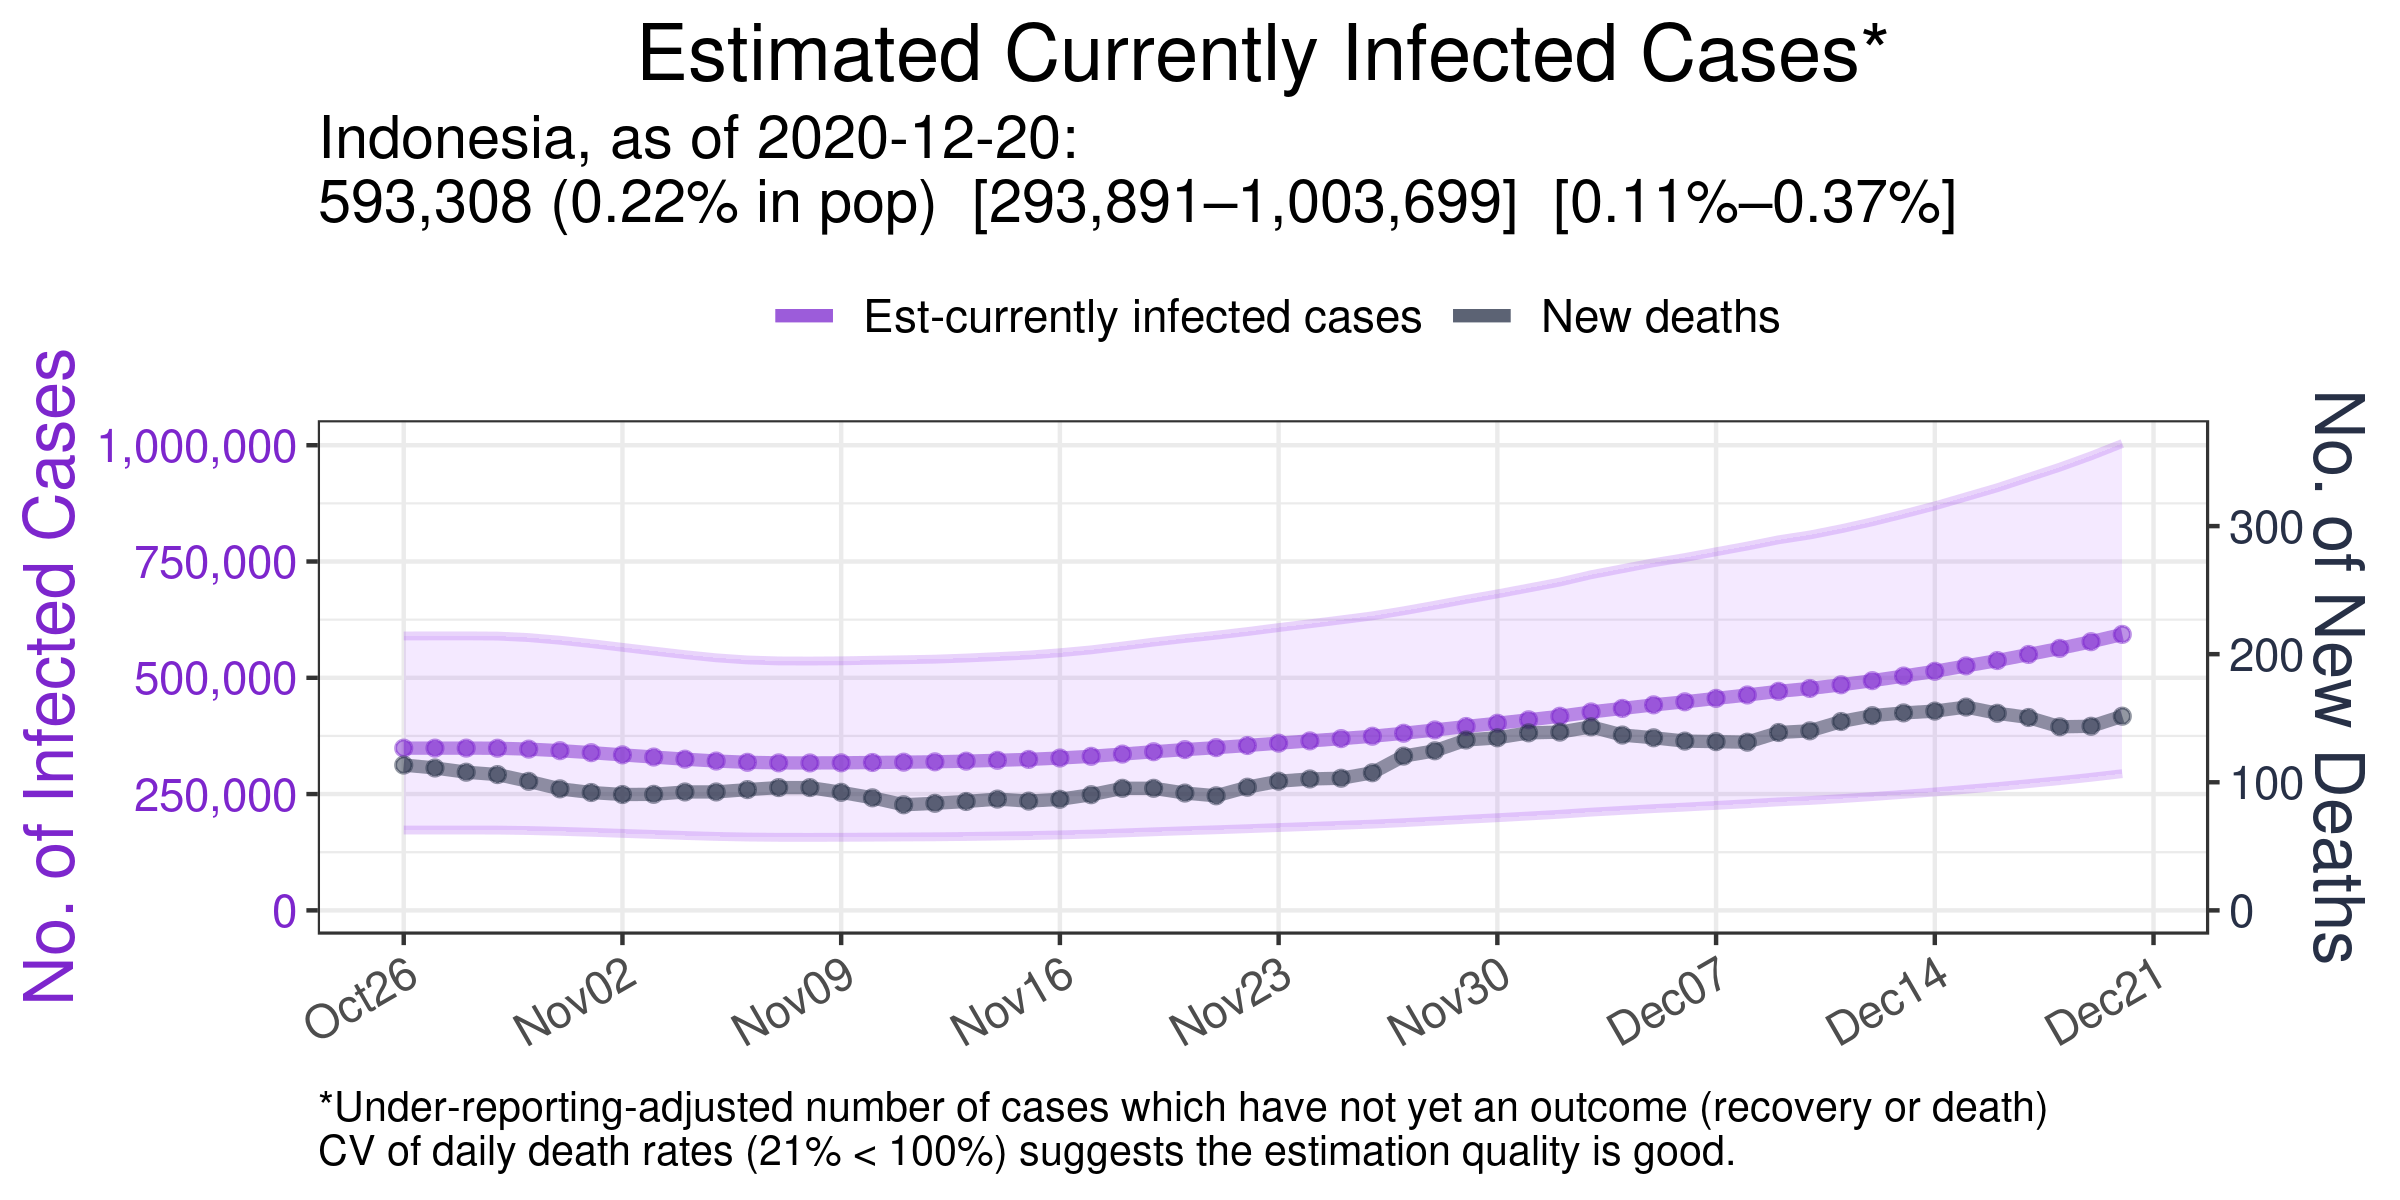 Estimated Currently Infected Cases*
Indonesia, as of 2020-12-20:
593,308 (0.22% in pop)  [293,891–1,003,699]  [0.11%–0.37%]
Est-currently infected cases
New deaths
No. of Infected Cases
1,000,000
750,000
500,000
250,000
0
300
200
100
0
No. of New Deaths
Oct26
Nov02
Nov09
Nov16
Nov23
Nov30
Dec07
Dec14
Dec21
*Under-reporting-adjusted number of cases which have not yet an outcome (recovery or death)
CV of daily death rates (21% < 100%) suggests the estimation quality is good.